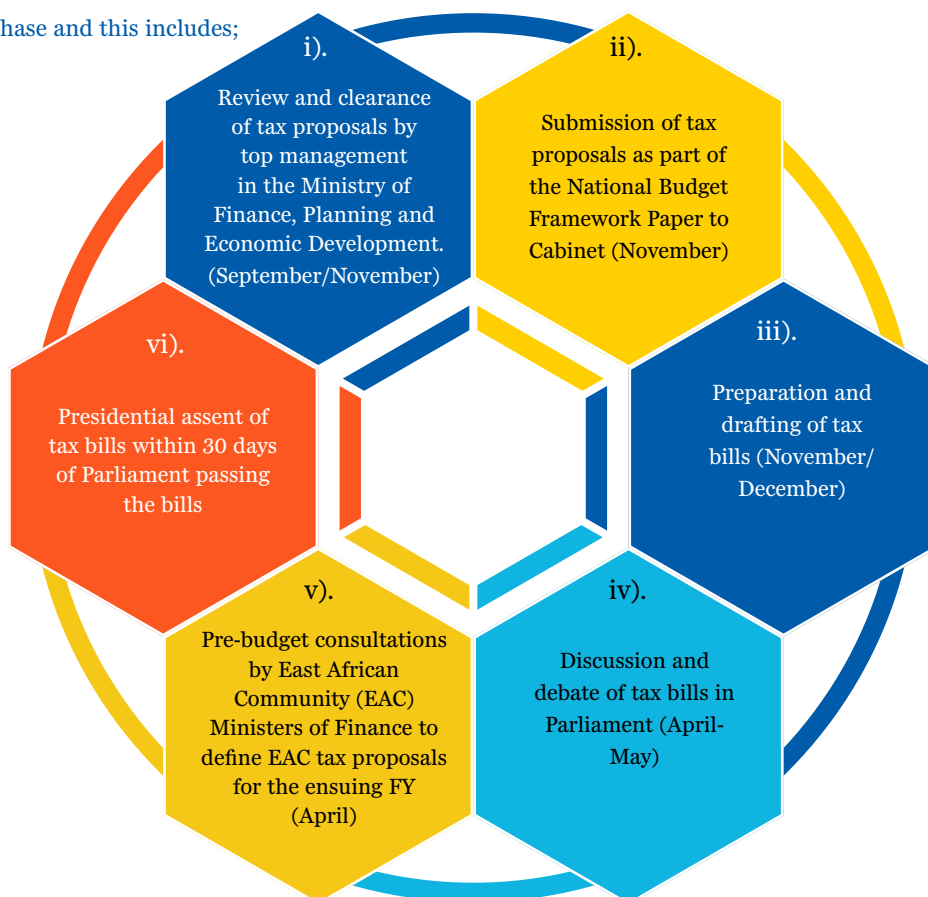 hase and this includes;
i).
Review and clearance
of tax proposals by
top management
in the Ministry of
Finance, Planning and
Economic Development.
(September/November)
ii).
Submission of tax
proposals as part of
the National Budget
Framework Paper to
Cabinet (November)
iii).
Preparation and
drafting of tax
bills (November/
December)
iv).
Discussion and
debate of tax bills in
Parliament (April-
May)
v).
Pre-budget consultations
by East African
Community (EAC)
Ministers of Finance to
define EAC tax proposals
for the ensuing FY
(April)
vi).
Presidential assent of
tax bills within 30 days
of Parliament passing
the bills